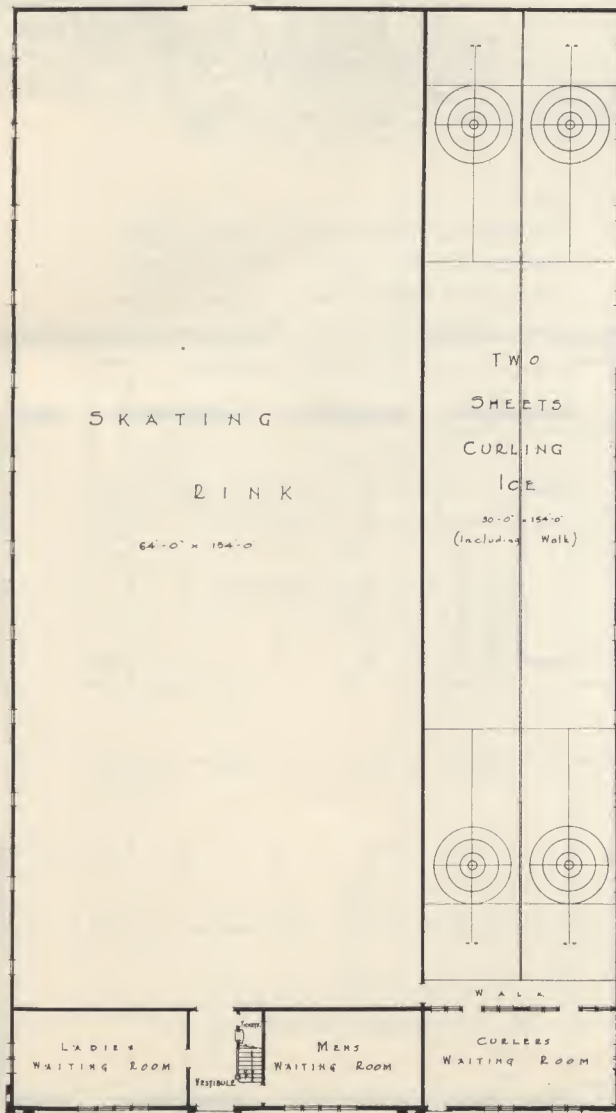 SKATING
RINK
64'-0" x 154'-0"
TWO
SHEETS
CURLING
ICE
30'-0" x 154'-0"
(Including Walk)
WALK
LADIES
WAITING ROOM
VESTIBULE
TICKETS
MENS
WAITING ROOM
CURLERS
WAITING ROOM